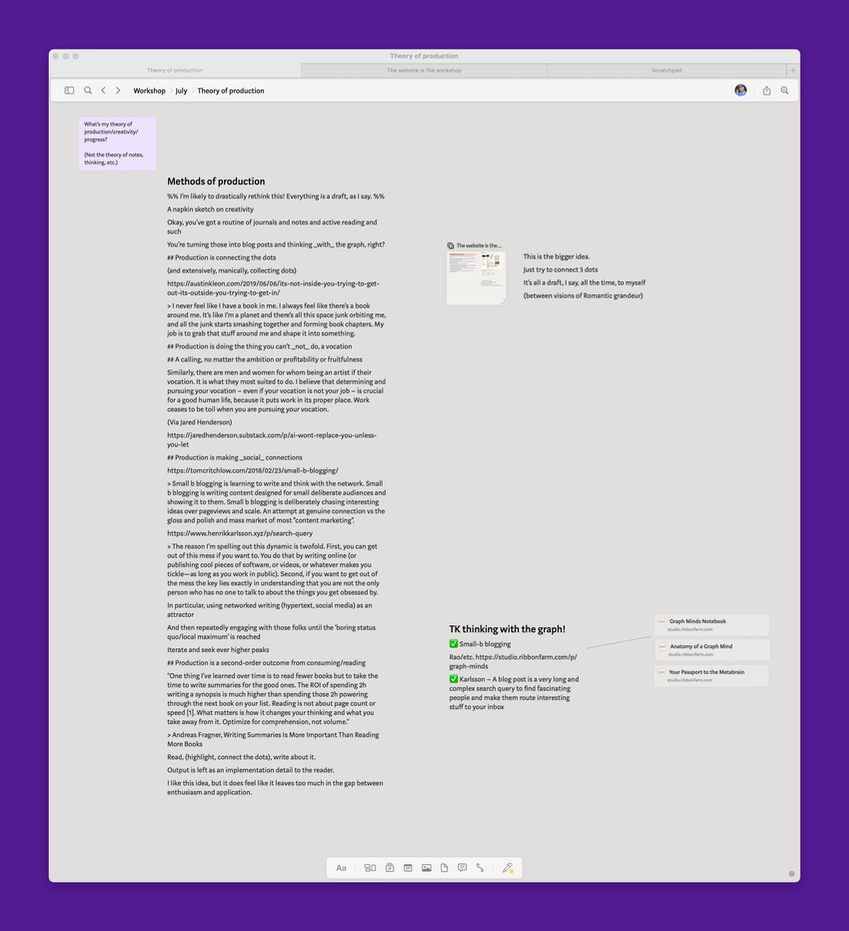 Theory of production
Theory of production
The website is the workshop
Scratchpad
Workshop
July
Theory of production
What's my theory of
production/creativity/
progress?
(Not the theory of notes,
thinking, etc.)
Methods of production
%% I'm likely to drastically rethink this! Everything is a draft, as I say. %%
A napkin sketch on creativity
Okay, you've got a routine of journals and notes and active reading and
such
You're turning those into blog posts and thinking _with_ the graph, right?
## Production is connecting the dots
(and extensively, manically, collecting dots)
https://austinkleon.com/2019/06/06/its-not-inside-you-trying-to-get-
out-its-outside-you-trying-to-get-in/
> I never feel like I have a book in me. I always feel like there's a book
around me. It's like I'm a planet and there's all this space junk orbiting me,
and all the junk starts smashing together and forming book chapters. My
job is to grab that stuff around me and shape it into something.
## Production is doing the thing you can't _not_ do, a vocation
## A calling, no matter the ambition or profitability or fruitfulness
Similarly, there are men and women for whom being an artist if their
vocation. It is what they most suited to do. I believe that determining and
pursuing your vocation – even if your vocation is not your job – is crucial
for a good human life, because it puts work in its proper place. Work
ceases to be toil when you are pursuing your vocation.
(Via Jared Henderson)
https://jaredhenderson.substack.com/p/ai-wont-replace-you-unless-
you-let
## Production is making _social_ connections
https://tomcritchlow.com/2018/02/23/small-b-blogging/
> Small b blogging is learning to write and think with the network. Small
b blogging is writing content designed for small deliberate audiences and
showing it to them. Small b blogging is deliberately chasing interesting
ideas over pageviews and scale. An attempt at genuine connection vs the
gloss and polish and mass market of most "content marketing".
https://www.henrikkarlsson.xyz/p/search-query
> The reason I'm spelling out this dynamic is twofold. First, you can get
out of this mess if you want to. You do that by writing online (or
publishing cool pieces of software, or videos, or whatever makes you
tickle—as long as you work in public). Second, if you want to get out of
the mess the key lies exactly in understanding that you are not the only
person who has no one to talk to about the things you get obsessed by.
In particular, using networked writing (hypertext, social media) as an
attractor
And then repeatedly engaging with those folks until the 'boring status
quo/local maximum' is reached
Iterate and seek ever higher peaks
## Production is a second-order outcome from consuming/reading
"One thing I've learned over time is to read fewer books but to take the
time to write summaries for the good ones. The ROI of spending 2h
writing a synopsis is much higher than spending those 2h powering
through the next book on your list. Reading is not about page count or
speed [1]. What matters is how it changes your thinking and what you
take away from it. Optimize for comprehension, not volume."
> Andreas Fragner, Writing Summaries Is More Important Than Reading
More Books
Read, (highlight, connect the dots), write about it.
Output is left as an implementation detail to the reader.
I like this idea, but it does feel like it leaves too much in the gap between
enthusiasm and application.
The website is the...
This is the bigger idea.
Just try to connect 3 dots
It's all a draft, I say, all the time, to myself
(between visions of Romantic grandeur)
TK thinking with the graph!
✅ Small-b blogging
Rao/etc. https://studio.ribbonfarm.com/p/
graph-minds
✅ Karlsson – A blog post is a very long and
complex search query to find fascinating
people and make them route interesting
stuff to your inbox
Graph Minds Notebook
studio.ribbonfarm.com
Anatomy of a Graph Mind
studio.ribbonfarm.com
Your Passport to the Metabrain
studio.ribbonfarm.com
Aa